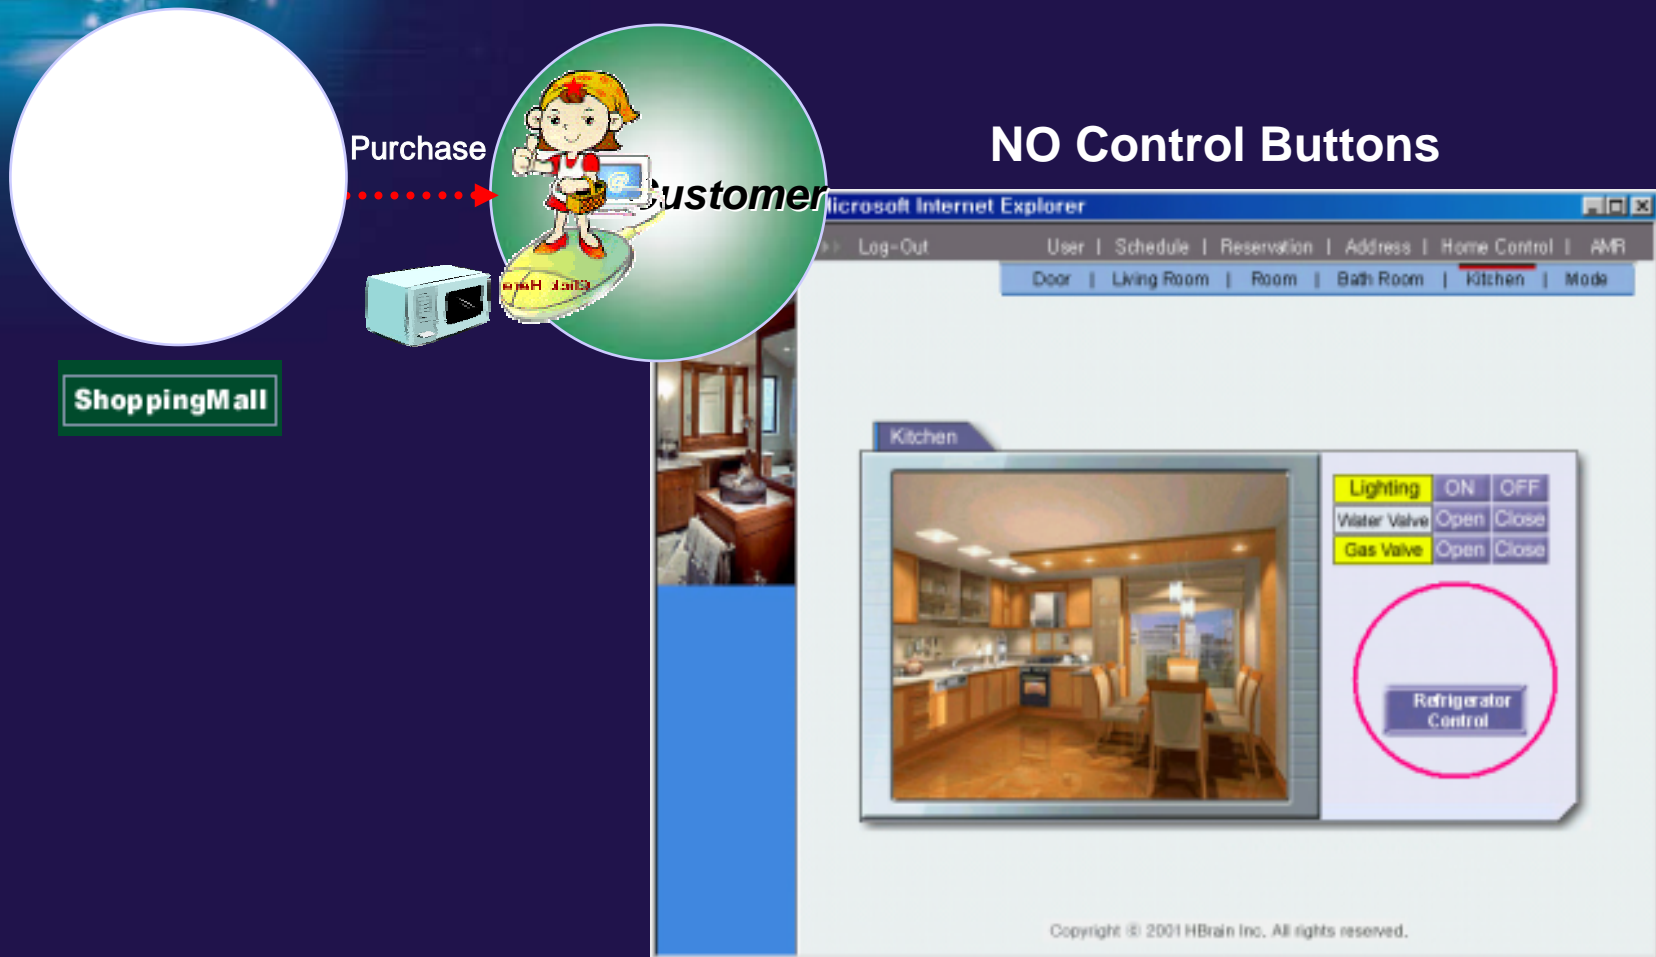 Purchase
Customer
NO Control Buttons
ShoppingMall
Microsoft Internet Explorer
Log-Out
User | Schedule | Reservation | Address | Home Control | AMR
Door | Living Room | Room | Bath Room | Kitchen | Mode
Kitchen
Lighting ON OFF
Water Valve Open Close
Gas Valve Open Close
Refrigerator
Control
Copyright © 2001 HBrain Inc. All rights reserved.